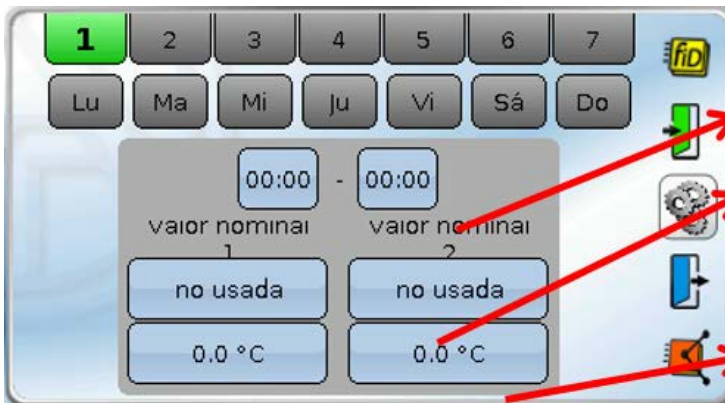 1 2 3 4 5 6 7
fiD
Lu Ma Mi Ju Vi Sá Do
00:00 - 00:00
valor nominal valor nominal
1 2
no usada no usada
0.0 °C 0.0 °C